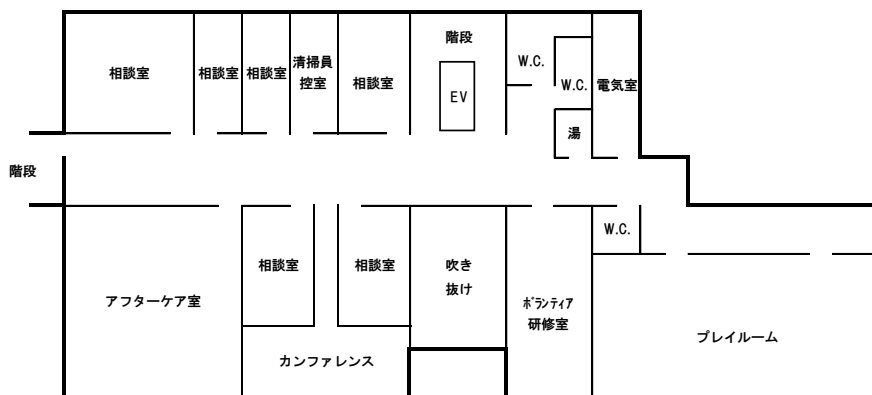 階段
W.C.
清掃員
控室
相談室
相談室
相談室
相談室
EV
W.C.
電気室
湯
階段
W.C.
相談室
相談室
吹き
抜け
アフターケア室
ﾎﾞﾗﾝﾃｨｱ
研修室
プレイルーム
カンファレンス